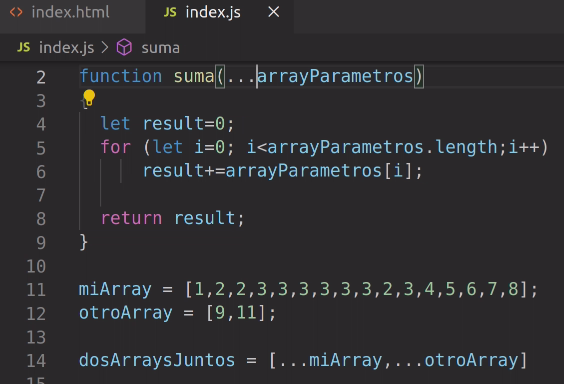 <> index.html JS index.js ×
JS index.js > suma
2 function suma(...arrayParametros)
3 {
4 let result=0;
5 for (let i=0; i<arrayParametros.length;i++)
6 result+=arrayParametros[i];
7
8 return result;
9 }
10
11 miArray = [1,2,2,3,3,3,3,3,3,2,3,4,5,6,7,8];
12 otroArray = [9,11];
13
14 dosArraysJuntos = [...miArray,...otroArray]
15